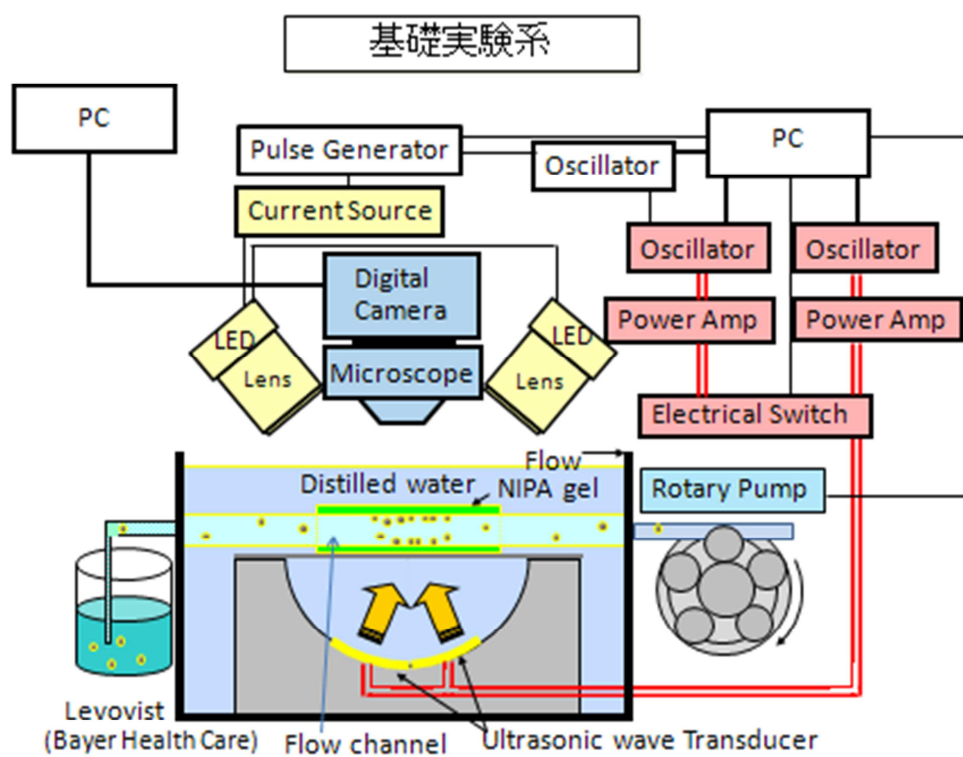 基礎実験系
PC
PC
Pulse Generator
Oscillator
Current Source
Oscillator
Oscillator
Digital
Camera
Power Amp
Power Amp
LED
LED
Lens
Microscope
Lens
Electrical Switch
Flow
Distilled water
NIPA gel
Rotary Pump
Levovist
(Bayer Health Care)
Flow channel
Ultrasonic wave Transducer